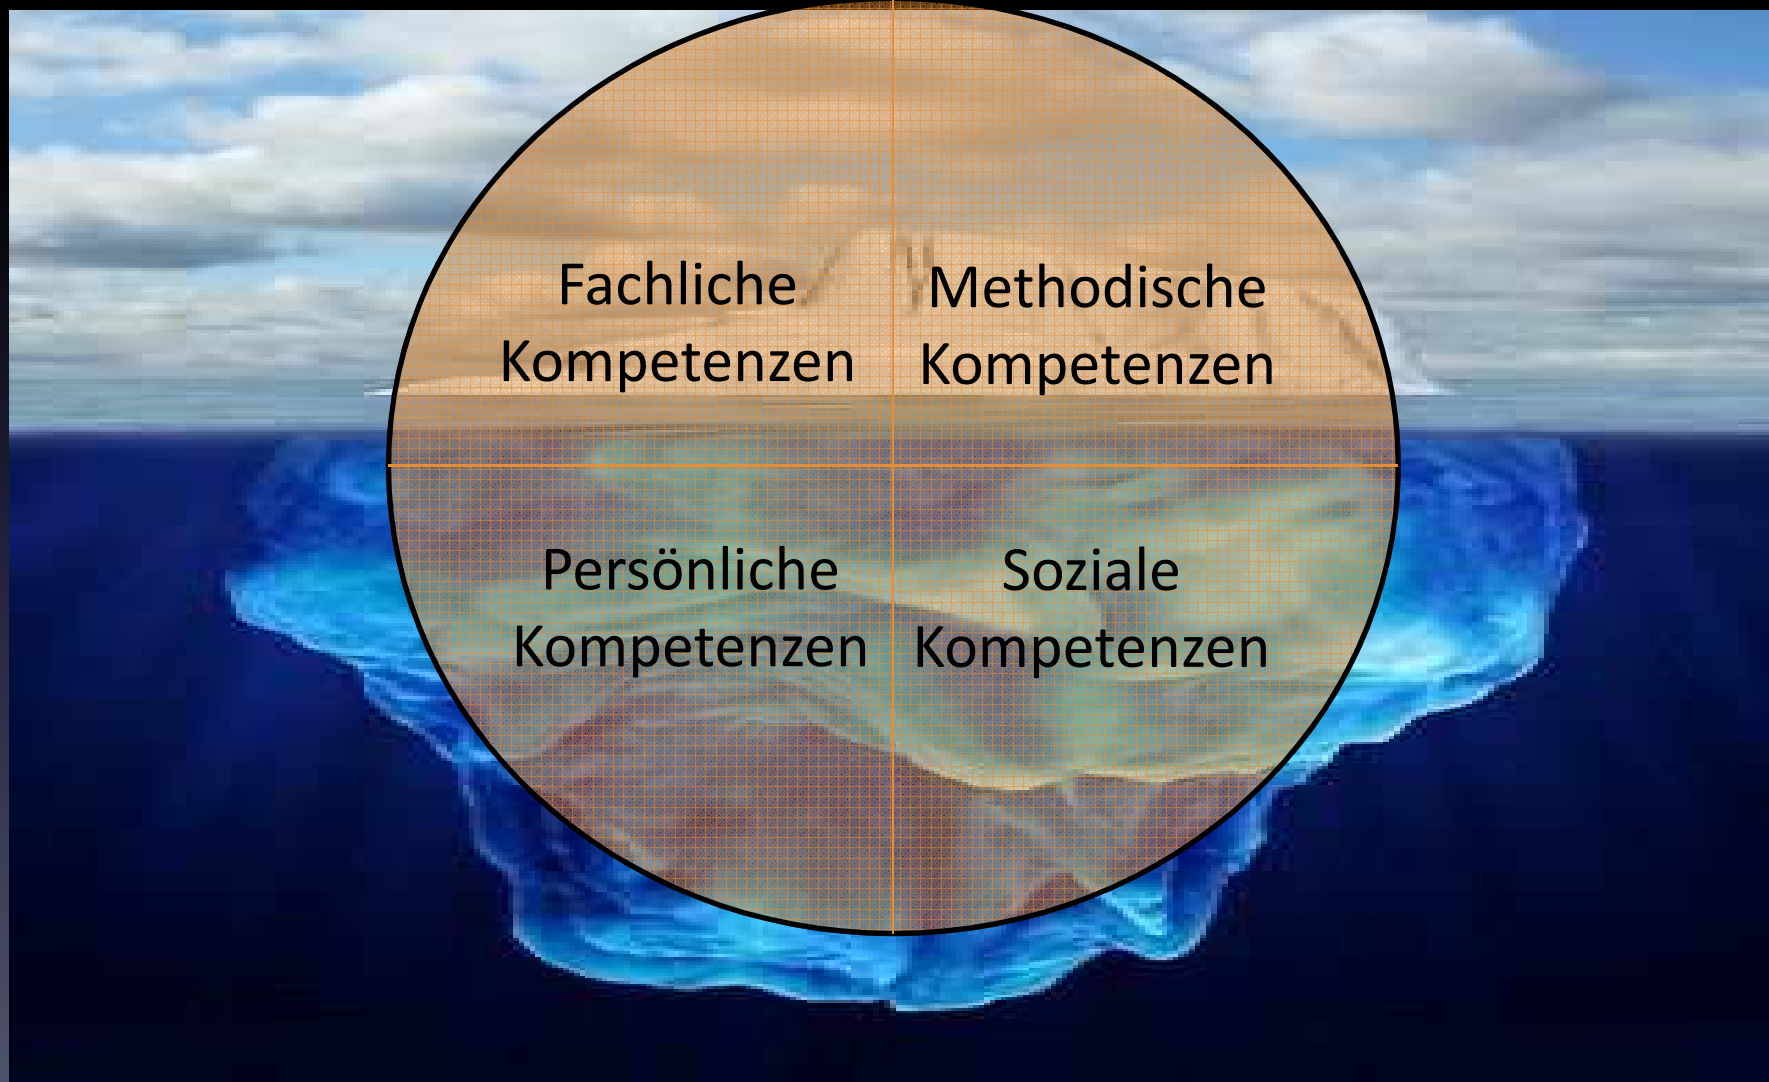 Fachliche
Kompetenzen
Methodische
Kompetenzen
Persönliche
Kompetenzen
Soziale
Kompetenzen